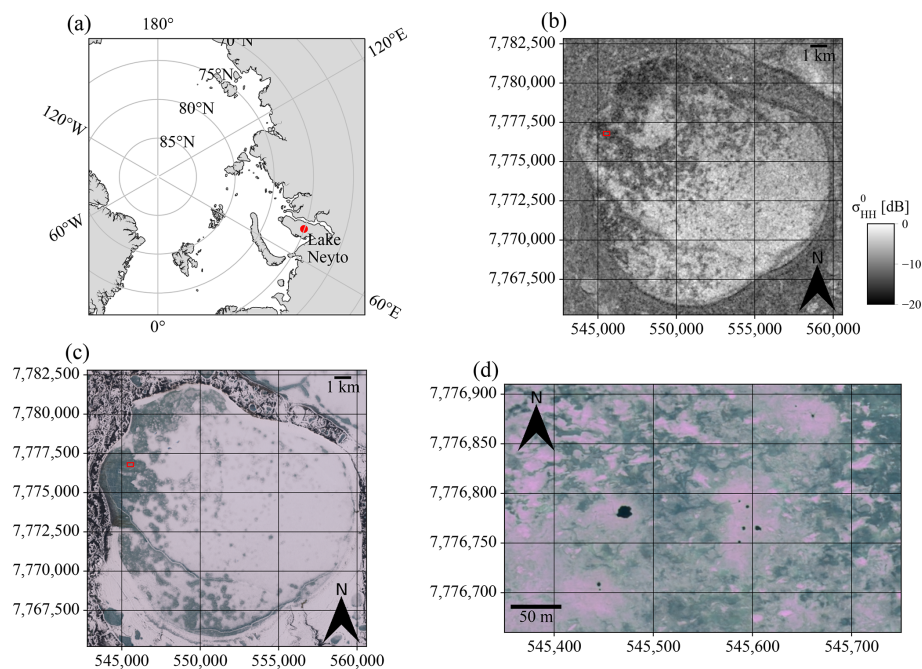 (a)
180°
70°N
120°E
75°N
80°N
85°N
120°W
60°W
Lake
Neyto
0°
60°E
(b)
7,782,500
1 km
7,780,000
7,777,500
7,775,000
7,772,500
7,770,000
7,767,500
N
545,000 550,000 555,000 560,000
σ⁰HH [dB]
0
−10
−20
(c)
7,782,500
1 km
7,780,000
7,777,500
7,775,000
7,772,500
7,770,000
7,767,500
N
545,000 550,000 555,000 560,000
(d)
7,776,900
N
7,776,850
7,776,800
7,776,750
7,776,700
50 m
545,400 545,500 545,600 545,700